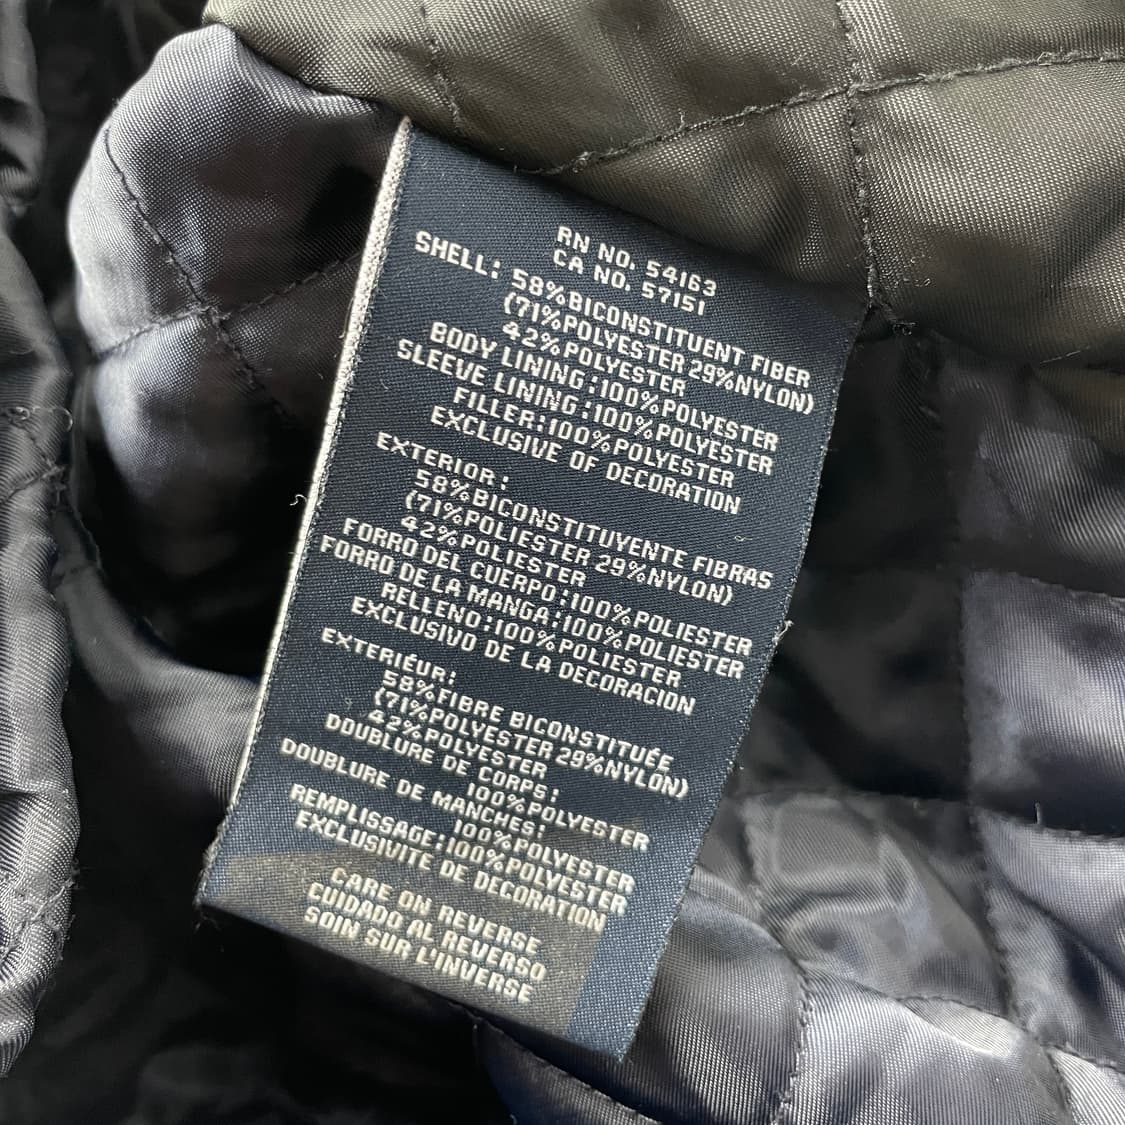 RN NO. 54163
CA NO. 57151
SHELL:
58%BICONSTITUENT FIBER
(71%POLYESTER 29%NYLON)
42%POLYESTER
BODY LINING:100%POLYESTER
SLEEVE LINING:100%POLYESTER
FILLER:100%POLYESTER
EXCLUSIVE OF DECORATION
EXTERIOR:
58%BICONSTITUYENTE FIBRAS
(71%POLIESTER 29%NYLON)
42%POLIESTER
FORRO DEL CUERPO:100%POLIESTER
FORRO DE LA MANGA:100%POLIESTER
RELLENO:100%POLIESTER
EXCLUSIVO DE LA DECORACION
EXTERIÉUR:
58%FIBRE BICONSTITUÉE
(71%POLYESTER 29%NYLON)
42%POLYESTER
DOUBLURE DE CORPS:
100%POLYESTER
DOUBLURE DE MANCHES:
100%POLYESTER
REMPLISSAGE:100%POLYESTER
EXCLUSIVITE DE DECORATION
CARE ON REVERSE
CUIDADO AL REVERSO
SOIN SUR L'INVERSE